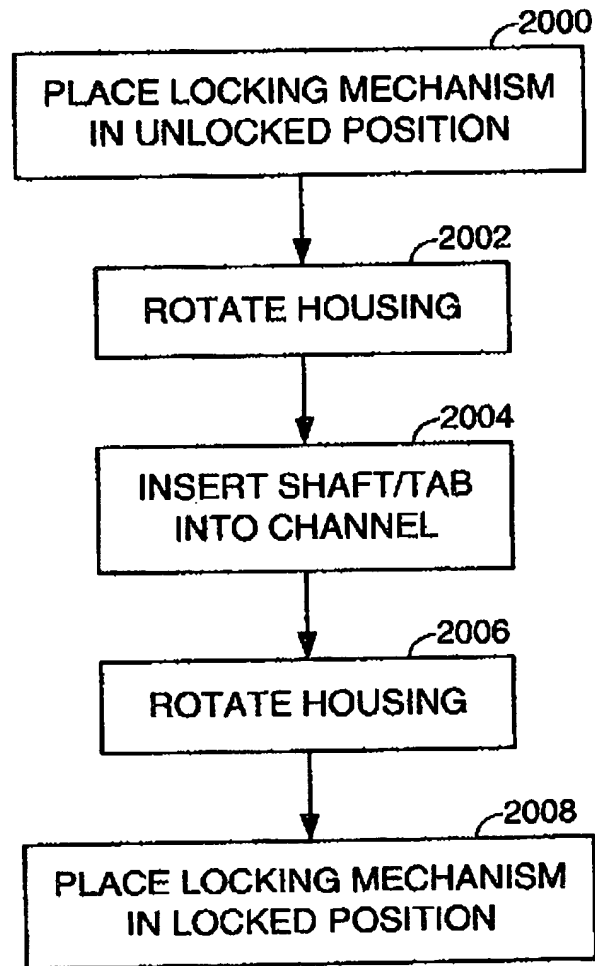 2000
PLACE LOCKING MECHANISM
IN UNLOCKED POSITION
2002
ROTATE HOUSING
2004
INSERT SHAFT/TAB
INTO CHANNEL
2006
ROTATE HOUSING
2008
PLACE LOCKING MECHANISM
IN LOCKED POSITION